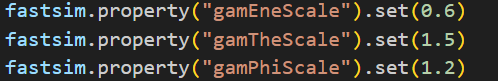 fastsim.property("gamEneScale").set(0.6)
fastsim.property("gamTheScale").set(1.5)
fastsim.property("gamPhiScale").set(1.2)